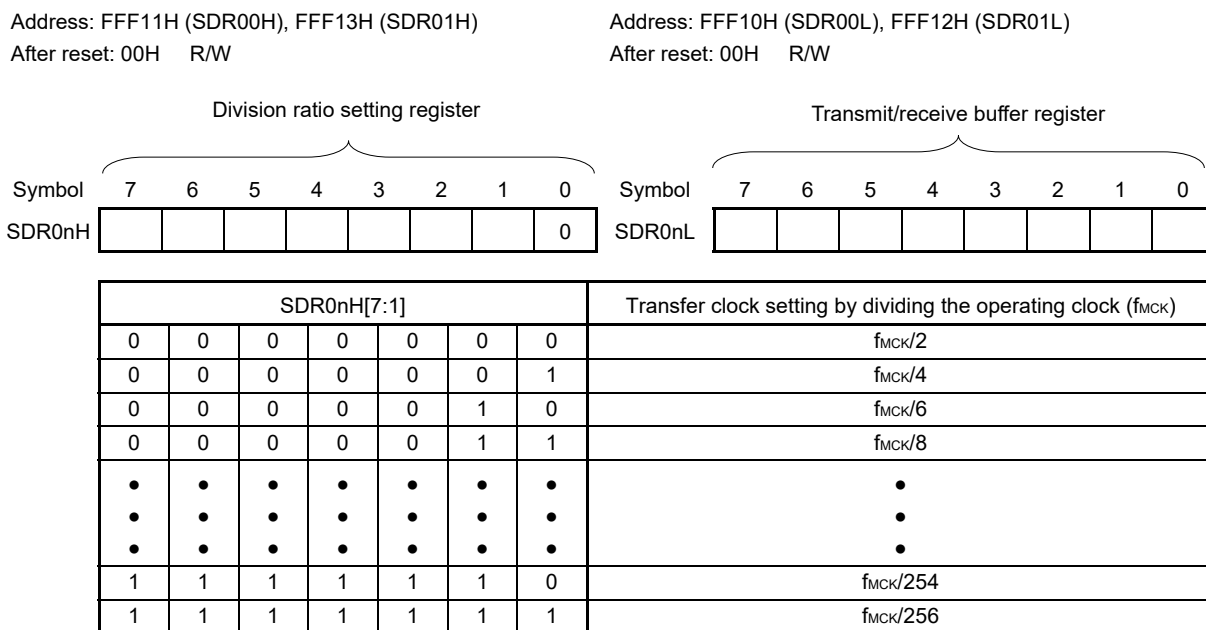 Address: FFF11H (SDR00H), FFF13H (SDR01H) Address: FFF10H (SDR00L), FFF12H (SDR01L)
After reset: 00H R/W After reset: 00H R/W
Division ratio setting register Transmit/receive buffer register
Symbol 7 6 5 4 3 2 1 0 Symbol 7 6 5 4 3 2 1 0
SDR0nH 0 SDR0nL
SDR0nH[7:1] Transfer clock setting by dividing the operating clock (fMCK)
0 0 0 0 0 0 0 fMCK/2
0 0 0 0 0 0 1 fMCK/4
0 0 0 0 0 1 0 fMCK/6
0 0 0 0 0 1 1 fMCK/8
• • • • • • • •
• • • • • • • •
• • • • • • • •
1 1 1 1 1 1 0 fMCK/254
1 1 1 1 1 1 1 fMCK/256